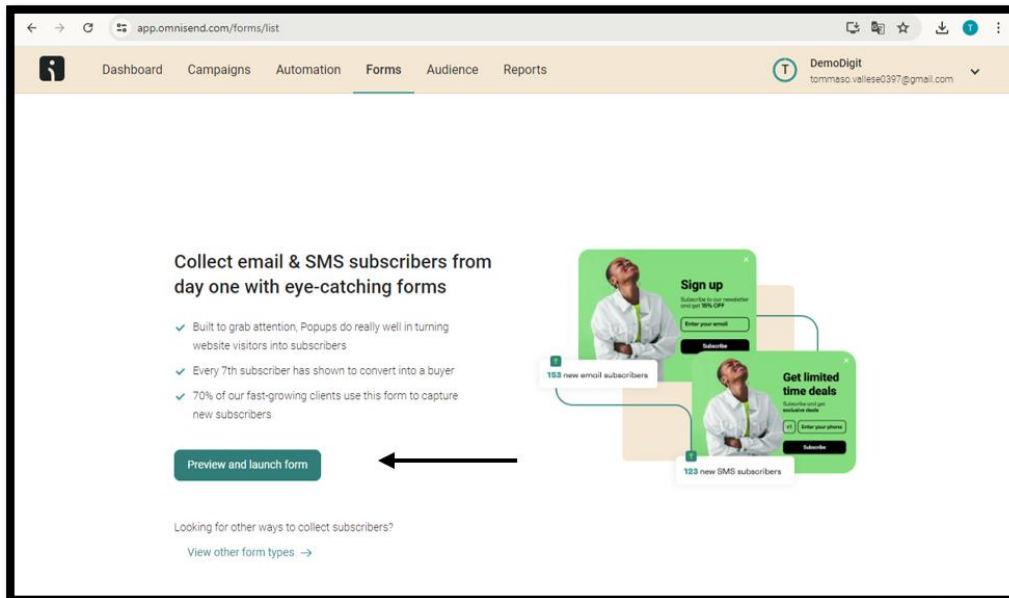 app.omnisend.com/forms/list
T
Dashboard Campaigns Automation Forms Audience Reports
T
DemoDigit
tommaso.vallese0397@gmail.com
Collect email & SMS subscribers from
day one with eye-catching forms
Built to grab attention, Popups do really well in turning
website visitors into subscribers
Every 7th subscriber has shown to convert into a buyer
70% of our fast-growing clients use this form to capture
new subscribers
Preview and launch form
Looking for other ways to collect subscribers?
View other form types →
Sign up
Subscribe to our newsletter
and get 15% OFF
Enter your email
Subscribe
153 new email subscribers
Get limited
time deals
Subscribe and get
exclusive deals
+1 Enter your phone
Subscribe
123 new SMS subscribers